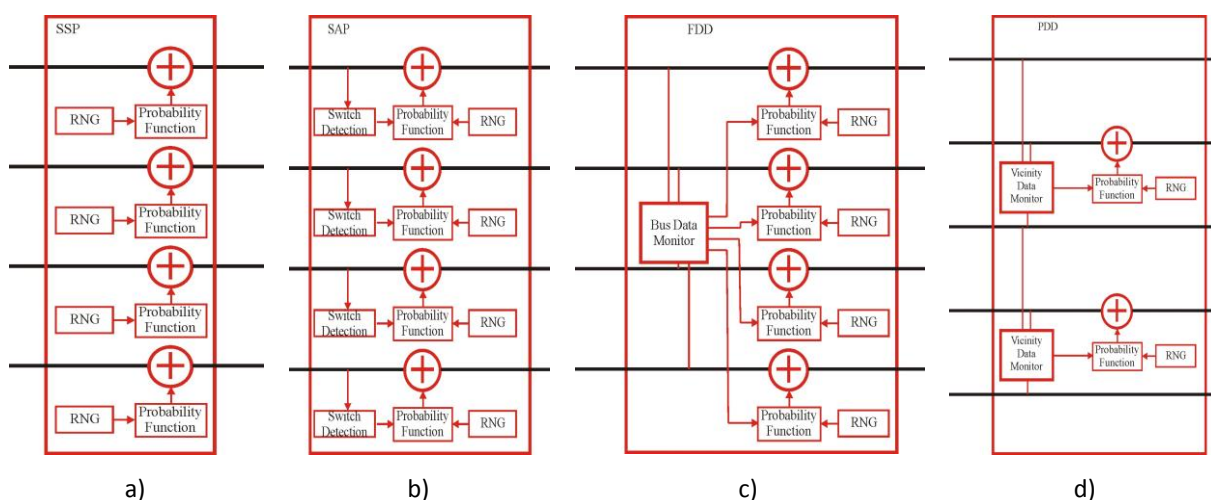 SSP
RNG
Probability
Function
RNG
Probability
Function
RNG
Probability
Function
RNG
Probability
Function
a)
SAP
Switch
Detection
Probability
Function
RNG
Switch
Detection
Probability
Function
RNG
Switch
Detection
Probability
Function
RNG
Switch
Detection
Probability
Function
RNG
b)
FDD
Bus Data
Monitor
Probability
Function
RNG
Probability
Function
RNG
Probability
Function
RNG
Probability
Function
RNG
c)
PDD
Vicinity
Data
Monitor
Probability
Function
RNG
Vicinity
Data
Monitor
Probability
Function
RNG
d)